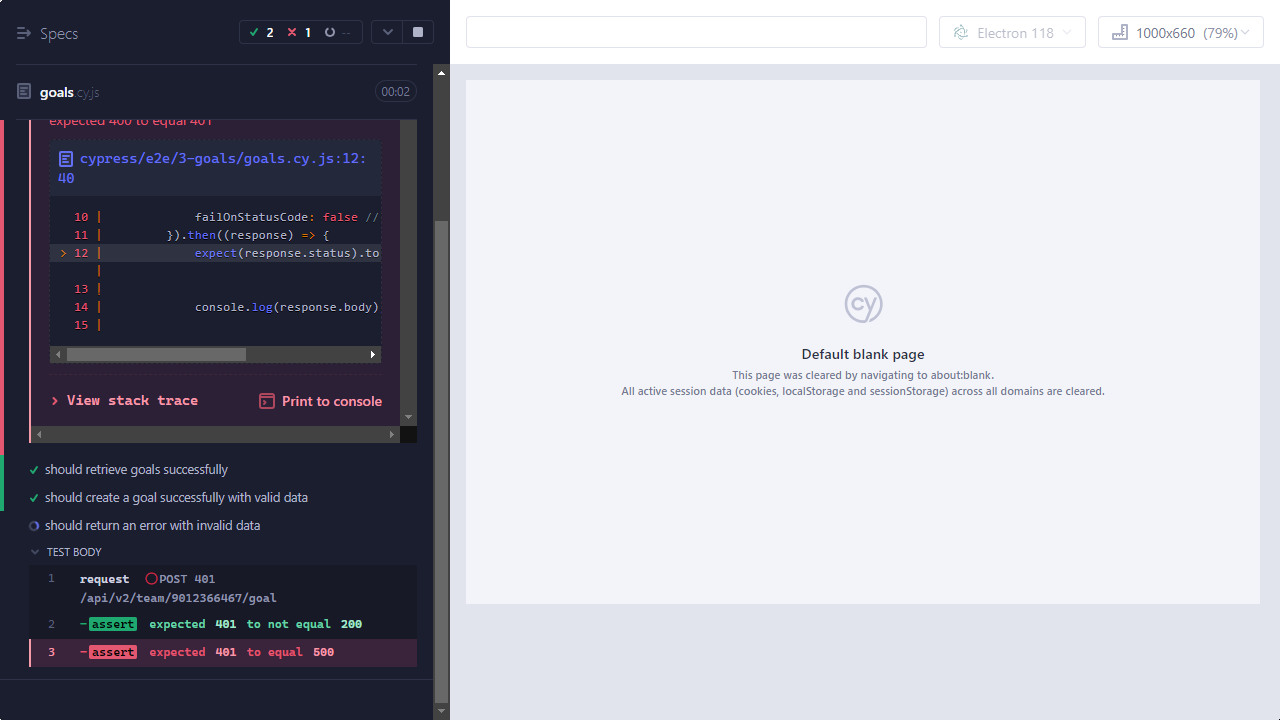 Specs
2
1
--
Electron 118
1000x660 (79%)
goals.cy.js
00:02
expected 400 to equal 401
cypress/e2e/3-goals/goals.cy.js:12:
40
10 | failOnStatusCode: false //
11 | }).then((response) => {
> 12 | expect(response.status).to
|
13 |
14 | console.log(response.body)
15 |
> View stack trace
Print to console
should retrieve goals successfully
should create a goal successfully with valid data
should return an error with invalid data
TEST BODY
1 request POST 401
/api/v2/team/9012366467/goal
2 -assert expected 401 to not equal 200
3 -assert expected 401 to equal 500
cy
Default blank page
This page was cleared by navigating to about:blank.
All active session data (cookies, localStorage and sessionStorage) across all domains are cleared.